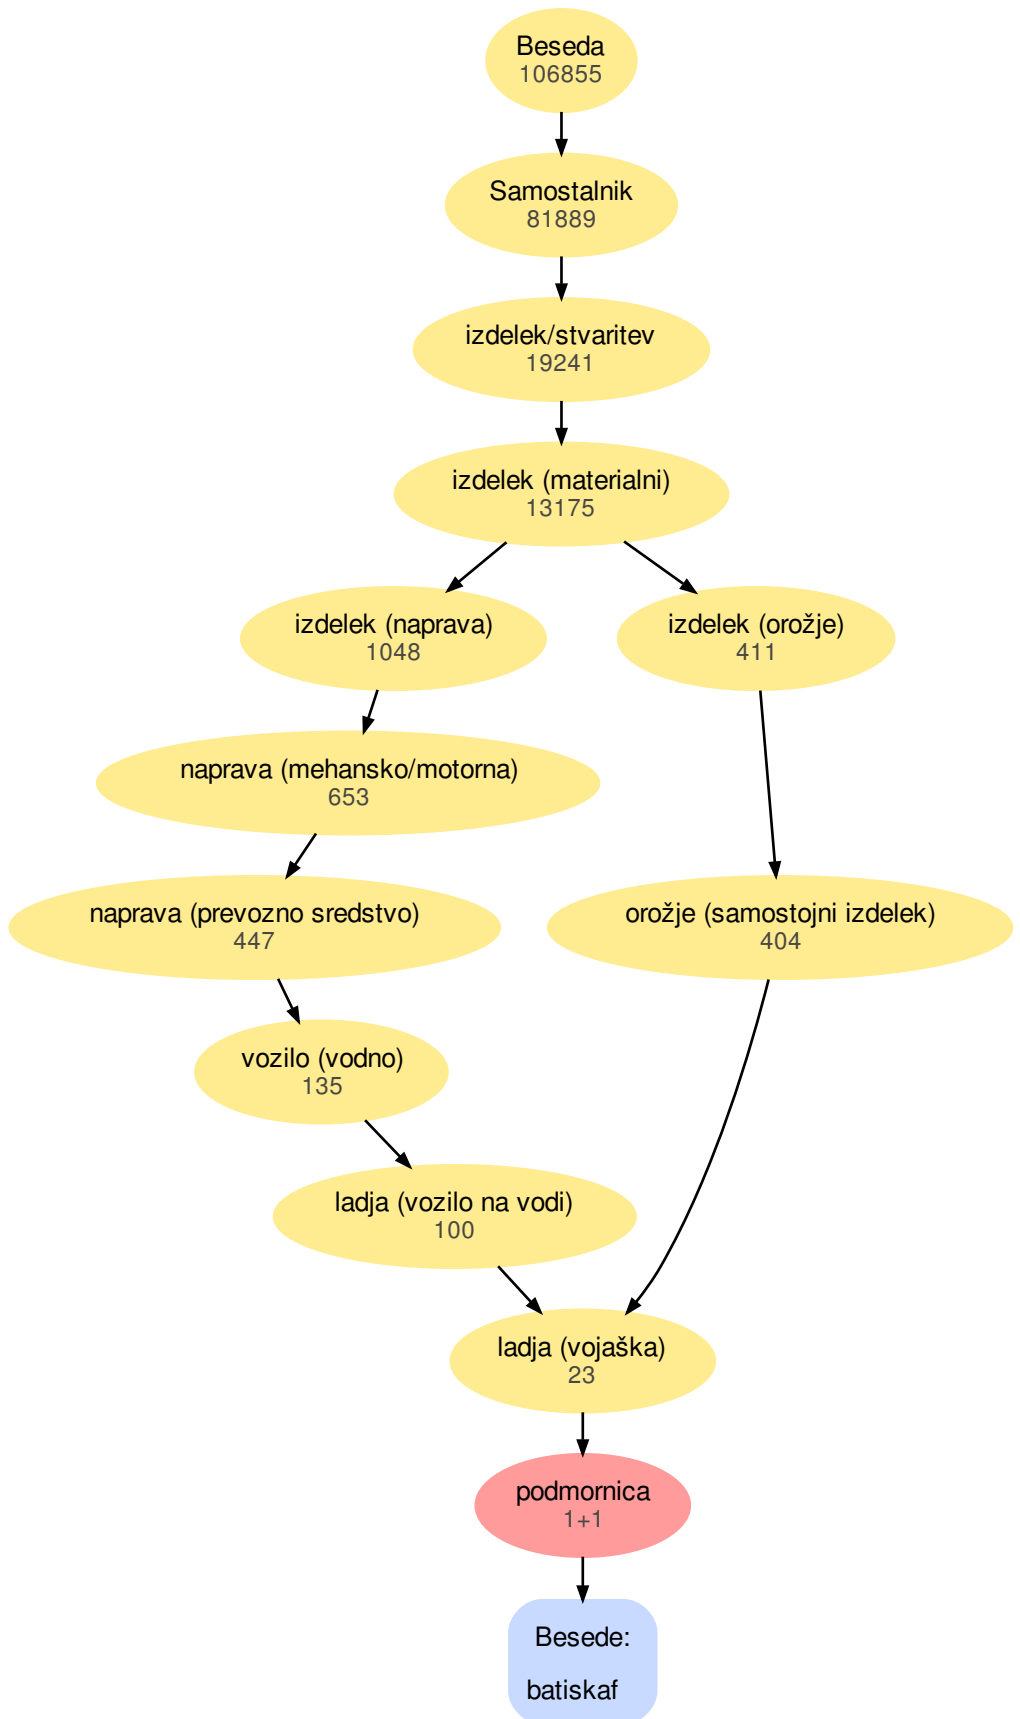 Beseda
106855
Samostalnik
81889
izdelek/stvaritev
19241
izdelek (materialni)
13175
izdelek (naprava)
1048
izdelek (orožje)
411
naprava (mehansko/motorna)
653
naprava (prevozno sredstvo)
447
orožje (samostojni izdelek)
404
vozilo (vodno)
135
ladja (vozilo na vodi)
100
ladja (vojaška)
23
podmornica
1+1
Besede:
batiskaf